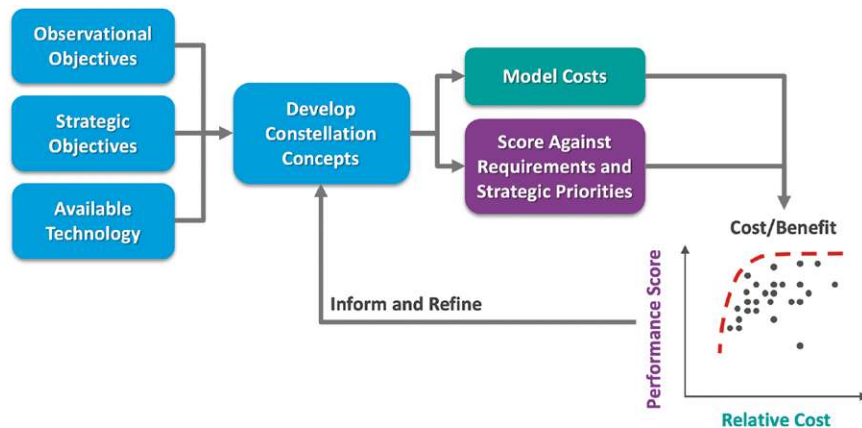 Observational
Objectives
Strategic
Objectives
Available
Technology
Develop
Constellation
Concepts
Model Costs
Score Against
Requirements and
Strategic Priorities
Cost/Benefit
Performance Score
Relative Cost
Inform and Refine